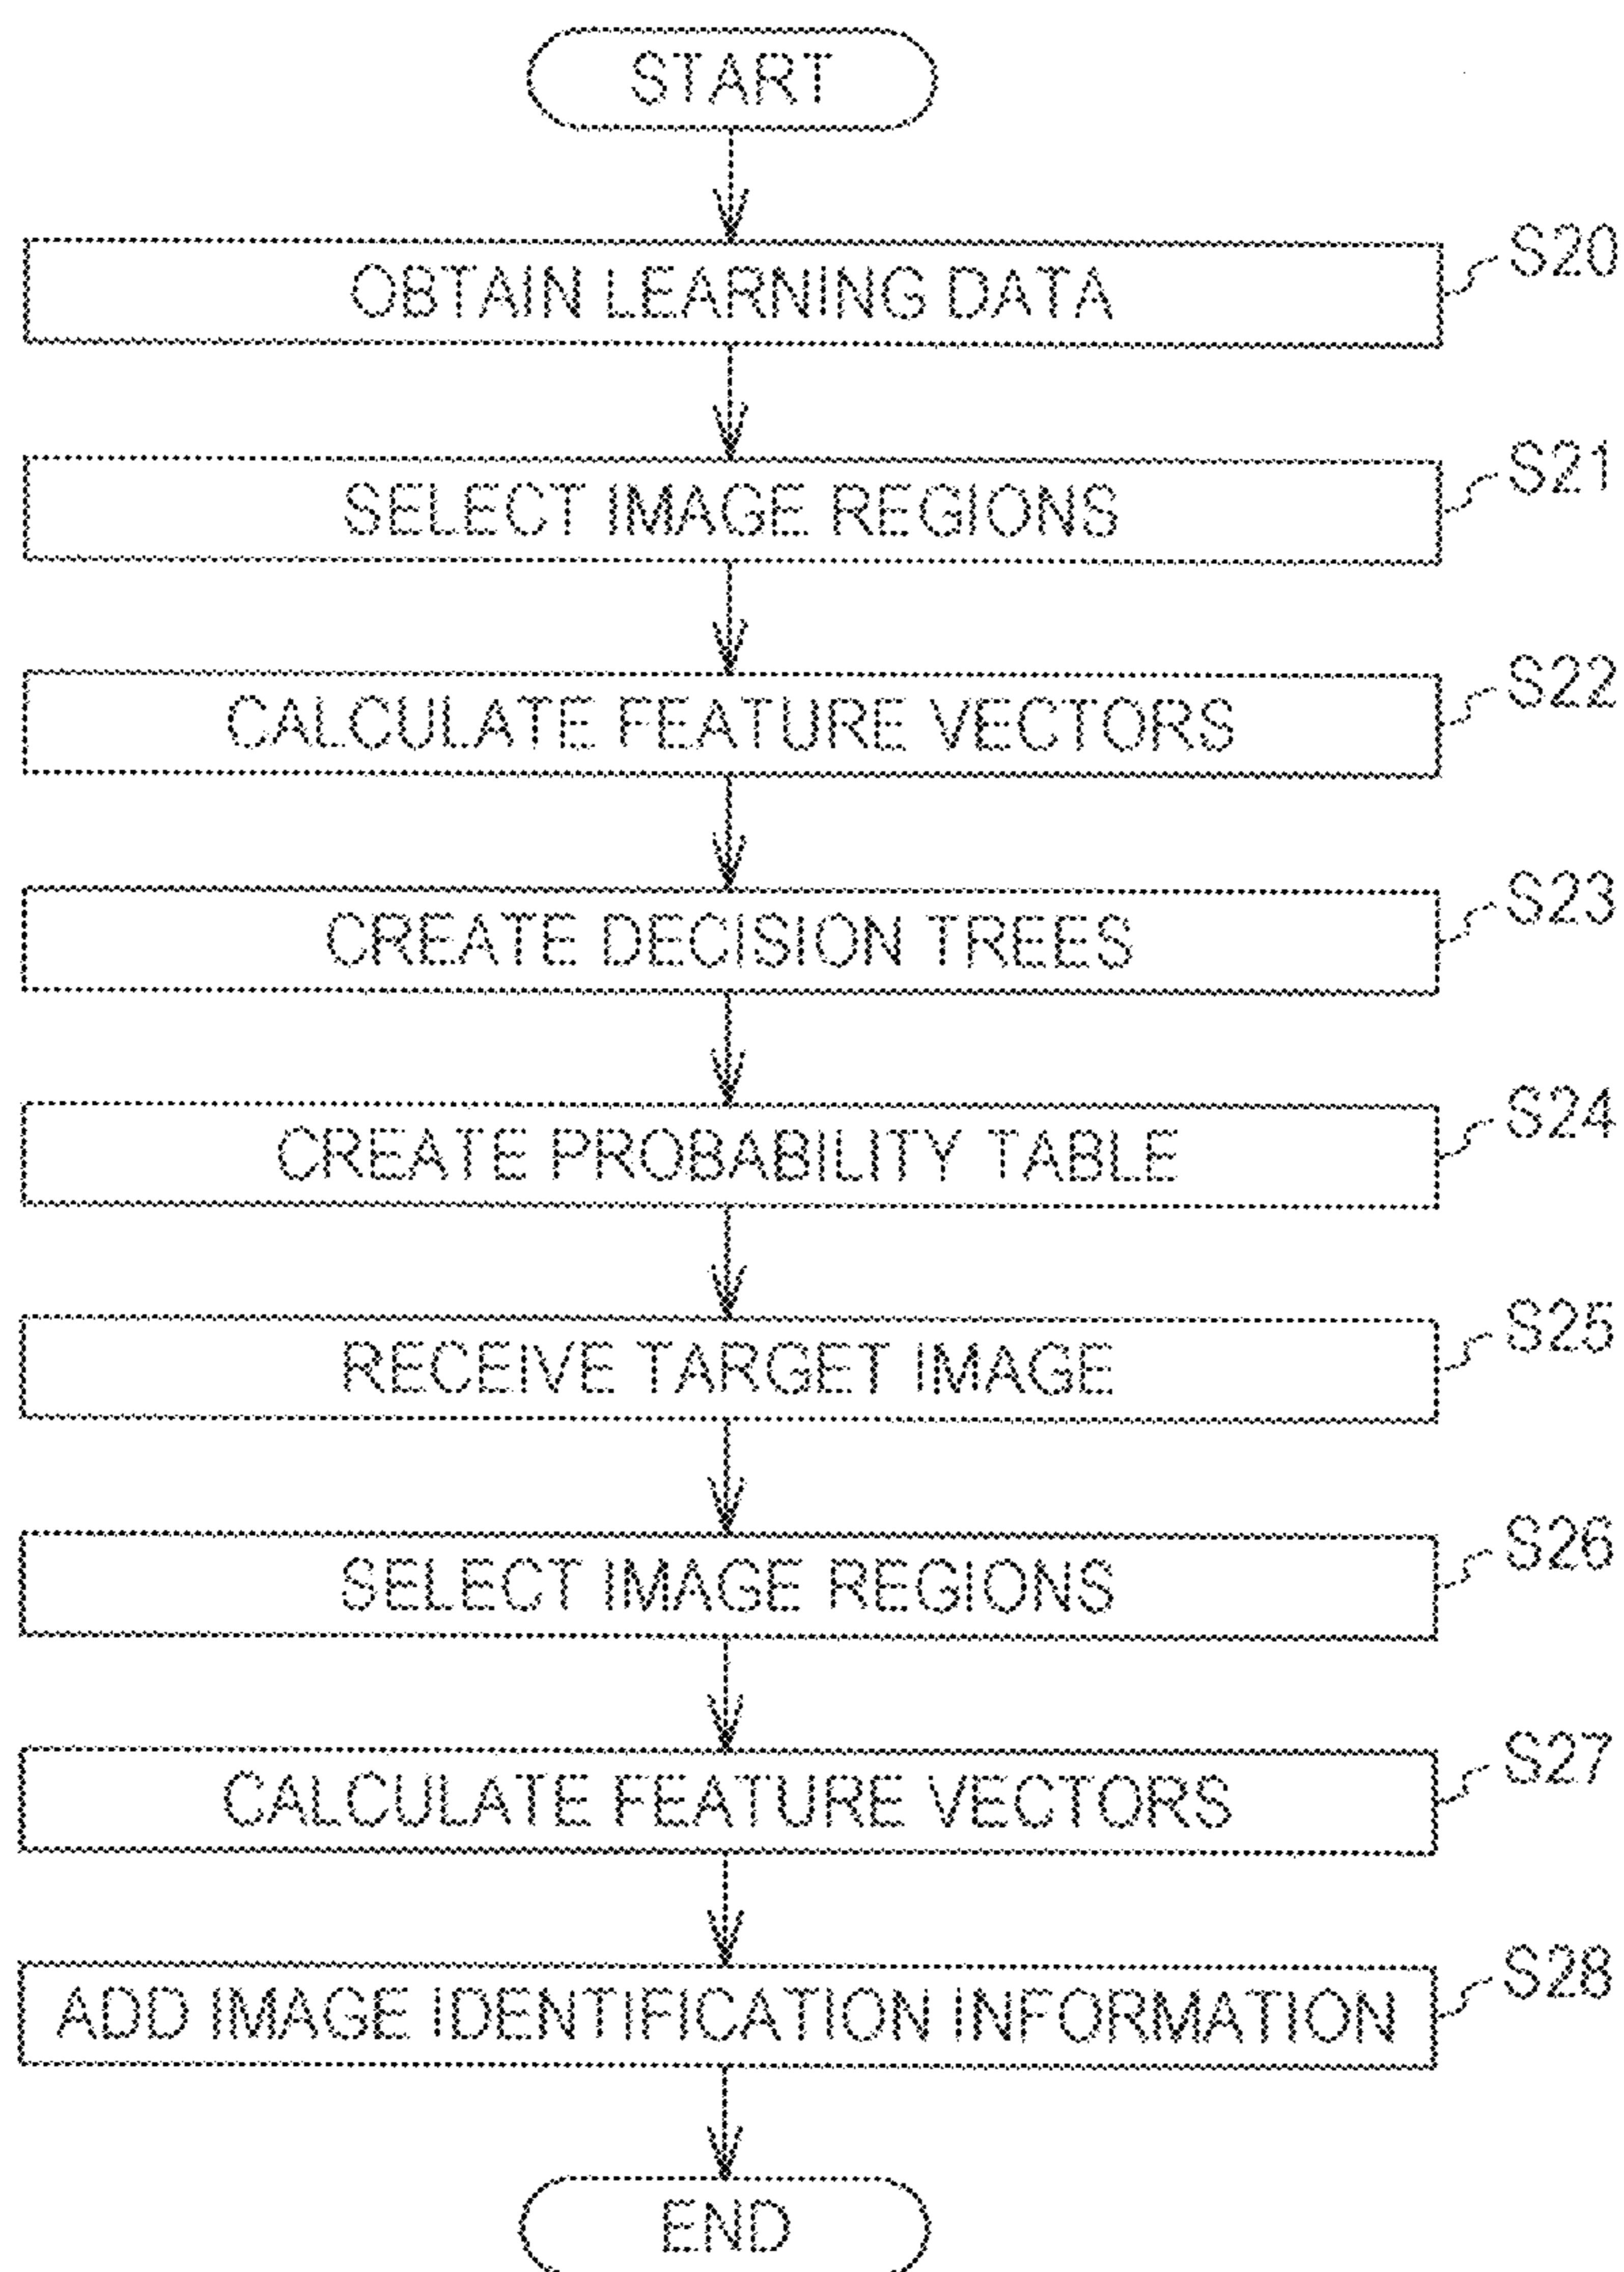 START
OBTAIN LEARNING DATA
S20
SELECT IMAGE REGIONS
S21
CALCULATE FEATURE VECTORS
S22
CREATE DECISION TREES
S23
CREATE PROBABILITY TABLE
S24
RECEIVE TARGET IMAGE
S25
SELECT IMAGE REGIONS
S26
CALCULATE FEATURE VECTORS
S27
ADD IMAGE IDENTIFICATION INFORMATION
S28
END